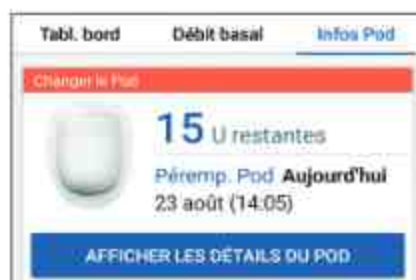 Tabl. bord Débit basal Infos Pod
Changer le Pod
15 U restantes
Péremp. Pod Aujourd'hui
23 août (14:05)
AFFICHER LES DÉTAILS DU POD